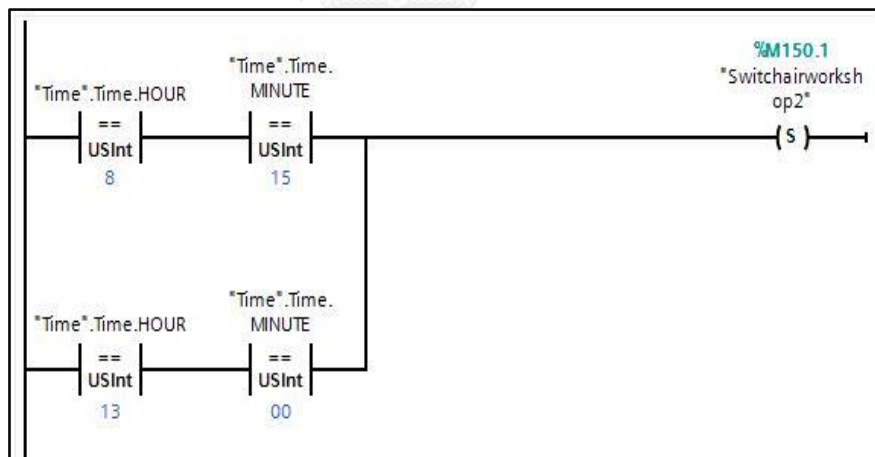 %M150.1
"Switchairworksh
op2"
"Time".Time.HOUR
"Time".Time.
MINUTE
==
USInt
8
==
USInt
15
( S )
"Time".Time.HOUR
"Time".Time.
MINUTE
==
USInt
13
==
USInt
00